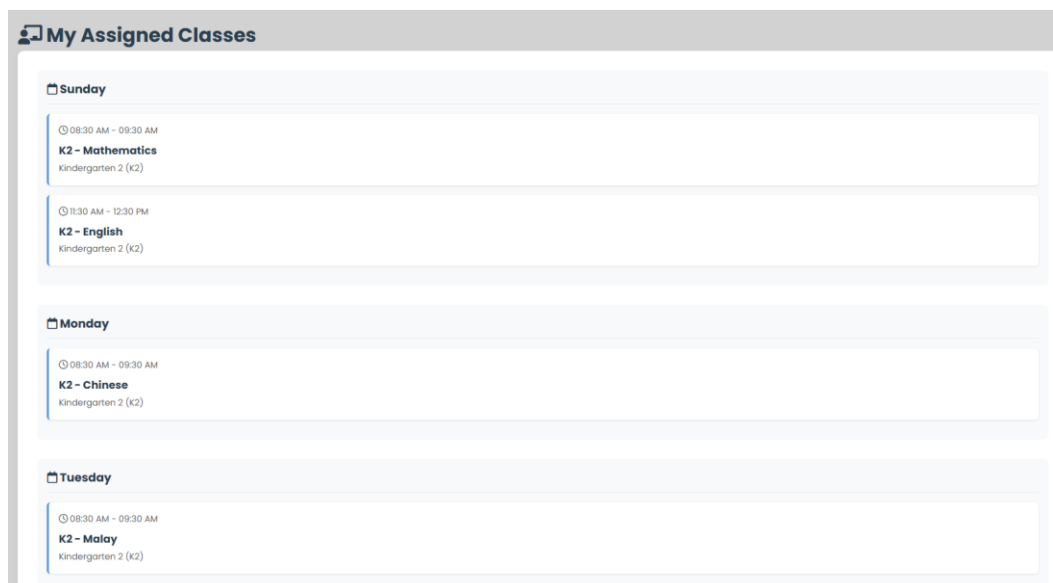 My Assigned Classes
Sunday
08:30 AM - 09:30 AM
K2 - Mathematics
Kindergarten 2 (K2)
11:30 AM - 12:30 PM
K2 - English
Kindergarten 2 (K2)
Monday
08:30 AM - 09:30 AM
K2 - Chinese
Kindergarten 2 (K2)
Tuesday
08:30 AM - 09:30 AM
K2 - Malay
Kindergarten 2 (K2)